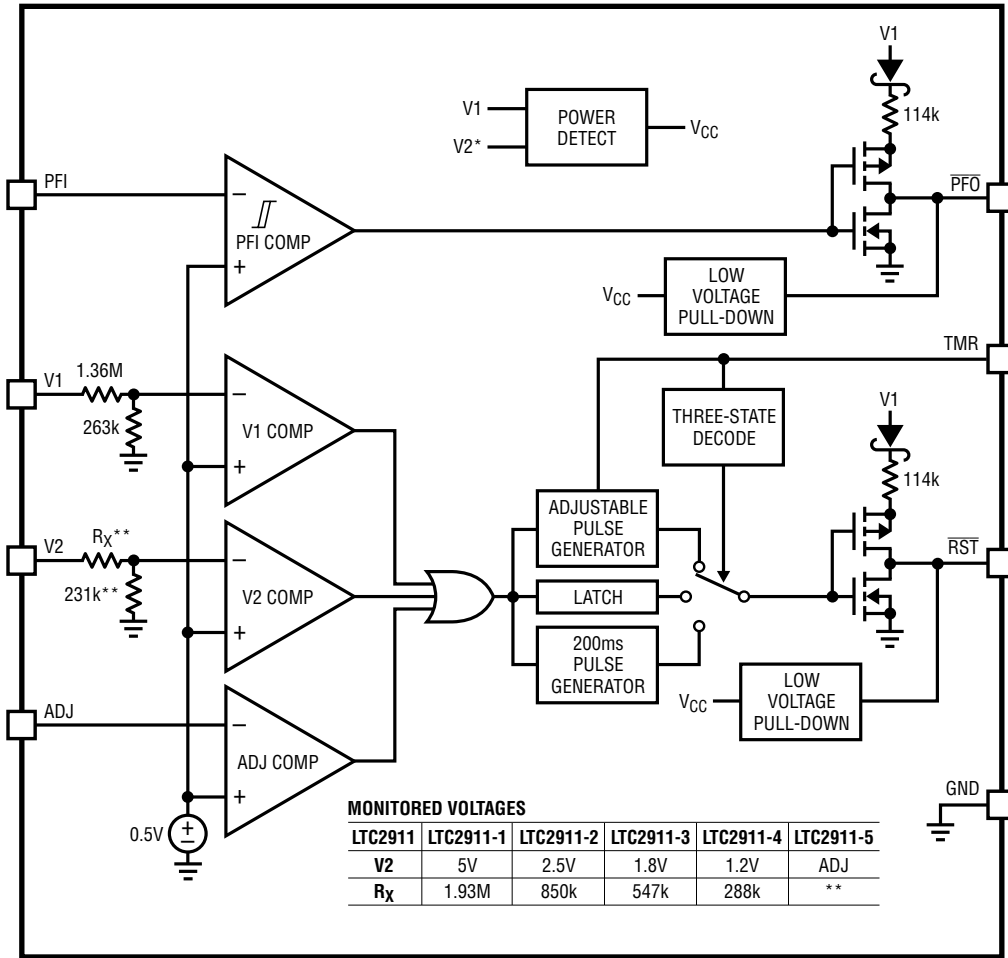 V1
114k
V1
V2*
POWER
DETECT
VCC
PFI
−
PFI COMP
+
PFO
VCC
LOW
VOLTAGE
PULL-DOWN
TMR
V1
1.36M
263k
−
V1 COMP
+
THREE-STATE
DECODE
V1
114k
V2
RX**
231k**
−
V2 COMP
+
ADJUSTABLE
PULSE
GENERATOR
LATCH
200ms
PULSE
GENERATOR
RST
VCC
LOW
VOLTAGE
PULL-DOWN
ADJ
−
ADJ COMP
+
0.5V
+
−
GND
MONITORED VOLTAGES
LTC2911 LTC2911-1 LTC2911-2 LTC2911-3 LTC2911-4 LTC2911-5
V2 5V 2.5V 1.8V 1.2V ADJ
RX 1.93M 850k 547k 288k **